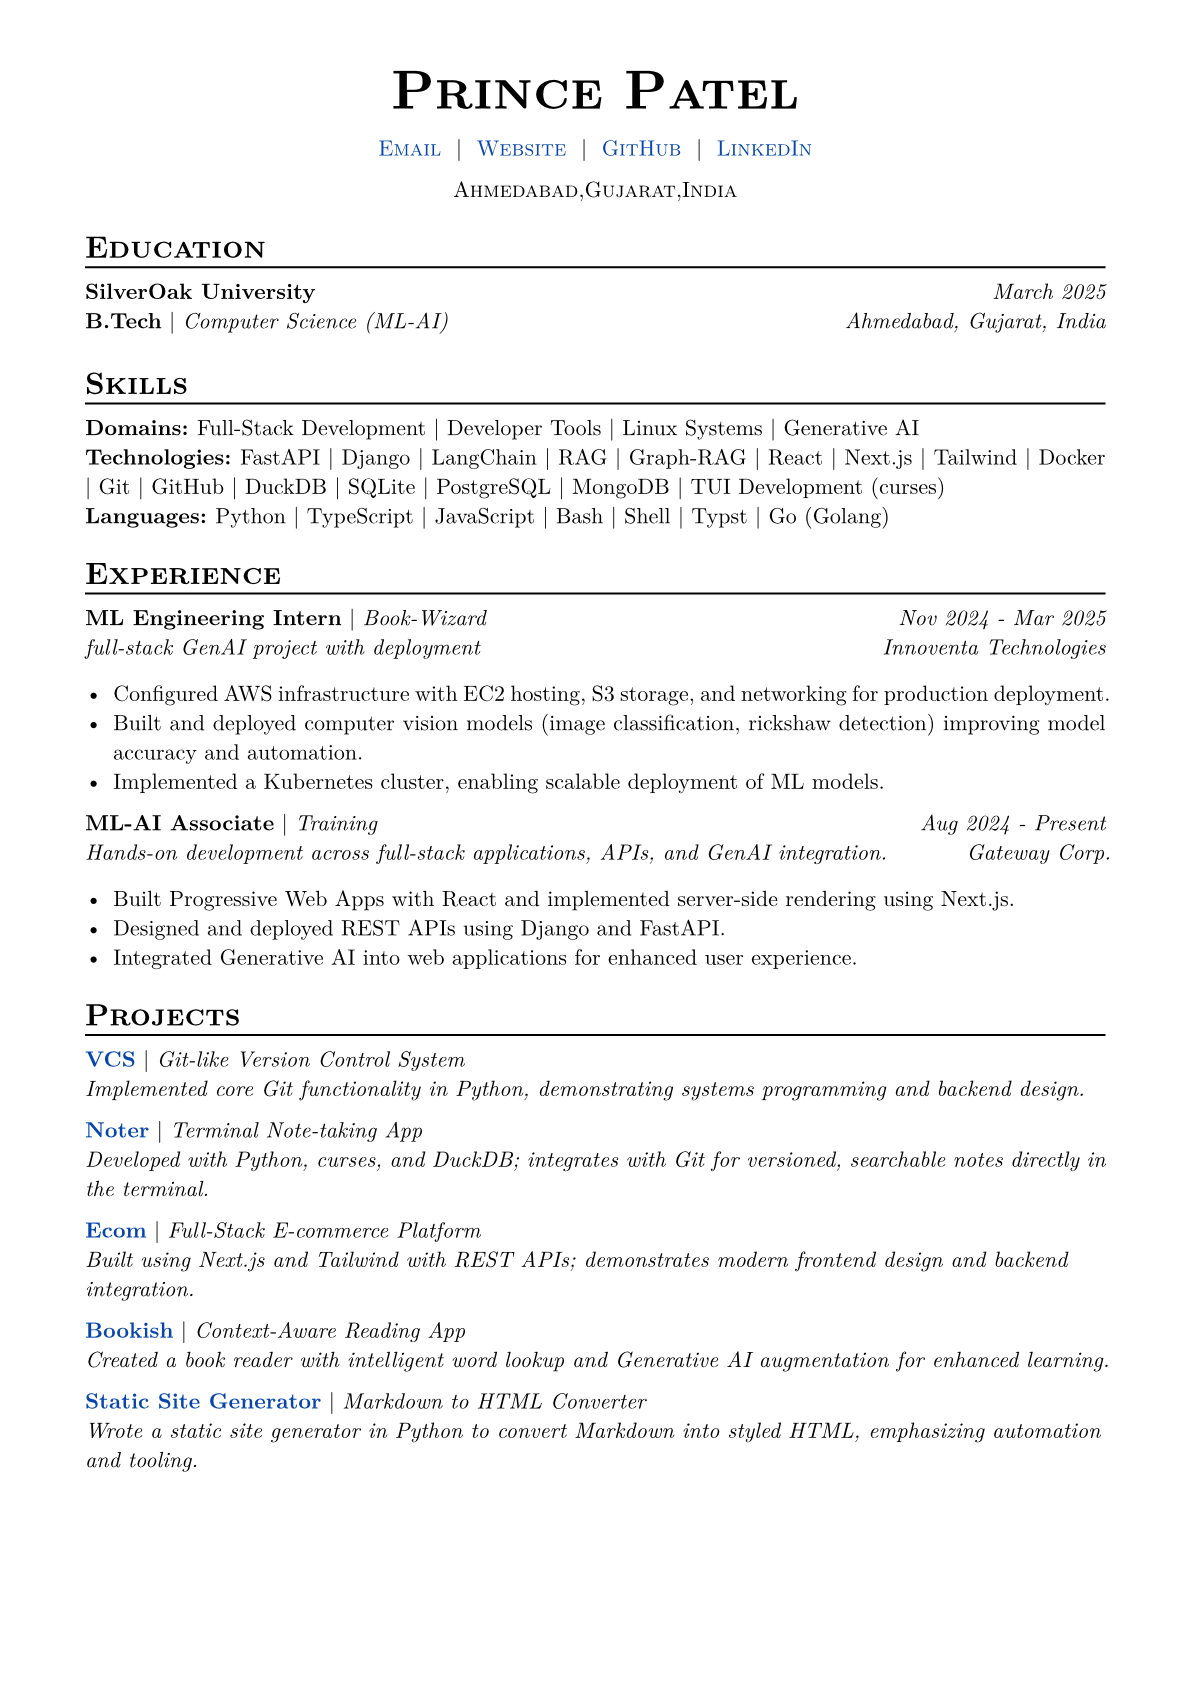 Prince Patel
Email | Website | GitHub | LinkedIn
Ahmedabad,Gujarat,India
Education
SilverOak University March 2025
B.Tech | Computer Science (ML-AI) Ahmedabad, Gujarat, India
Skills
Domains: Full-Stack Development | Developer Tools | Linux Systems | Generative AI
Technologies: FastAPI | Django | LangChain | RAG | Graph-RAG | React | Next.js | Tailwind | Docker
| Git | GitHub | DuckDB | SQLite | PostgreSQL | MongoDB | TUI Development (curses)
Languages: Python | TypeScript | JavaScript | Bash | Shell | Typst | Go (Golang)
Experience
ML Engineering Intern | Book-Wizard Nov 2024 - Mar 2025
full-stack GenAI project with deployment Innoventa Technologies
• Configured AWS infrastructure with EC2 hosting, S3 storage, and networking for production deployment.
• Built and deployed computer vision models (image classification, rickshaw detection) improving model
accuracy and automation.
• Implemented a Kubernetes cluster, enabling scalable deployment of ML models.
ML-AI Associate | Training Aug 2024 - Present
Hands-on development across full-stack applications, APIs, and GenAI integration. Gateway Corp.
• Built Progressive Web Apps with React and implemented server-side rendering using Next.js.
• Designed and deployed REST APIs using Django and FastAPI.
• Integrated Generative AI into web applications for enhanced user experience.
Projects
VCS | Git-like Version Control System
Implemented core Git functionality in Python, demonstrating systems programming and backend design.
Noter | Terminal Note-taking App
Developed with Python, curses, and DuckDB; integrates with Git for versioned, searchable notes directly in
the terminal.
Ecom | Full-Stack E-commerce Platform
Built using Next.js and Tailwind with REST APIs; demonstrates modern frontend design and backend
integration.
Bookish | Context-Aware Reading App
Created a book reader with intelligent word lookup and Generative AI augmentation for enhanced learning.
Static Site Generator | Markdown to HTML Converter
Wrote a static site generator in Python to convert Markdown into styled HTML, emphasizing automation
and tooling.